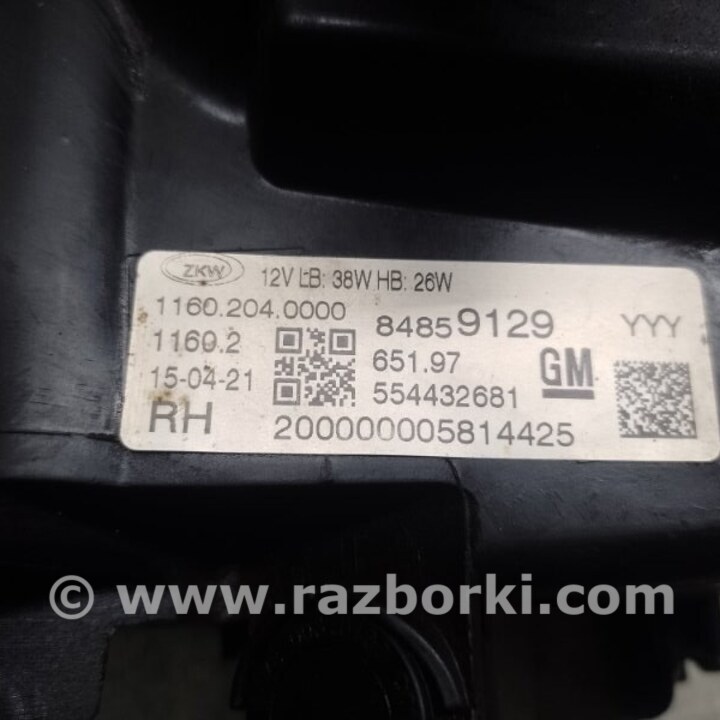 ZKW 12V LB: 38W HB: 26W
1160.204.0000 84859129 YYY
1160.2 651.97 GM
15-04-21 554432681
RH 200000005814425
© www.razborki.com